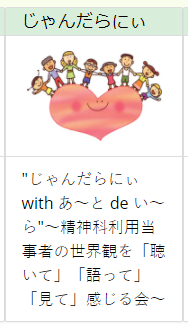 じゃんだらにぃ
"じゃんだらにぃ
with あ～と de い～
ら"～精神科利用当
事者の世界観を「聴
いて」「語って」
「見て」感じる会～